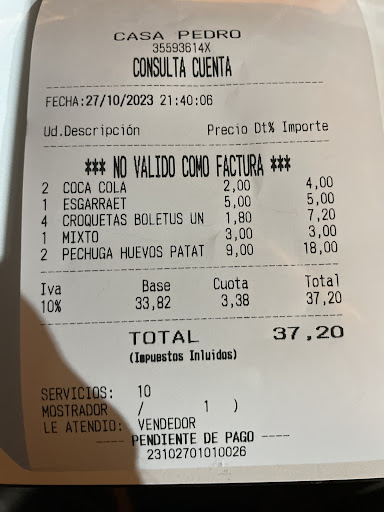 CASA PEDRO
35593614X
CONSULTA CUENTA
FECHA:27/10/2023 21:40:06
Ud.Descripción Precio Dt% Importe
*** NO VALIDO COMO FACTURA ***
2 COCA COLA 2,00 4,00
1 ESGARRAET 5,00 5,00
4 CROQUETAS BOLETUS UN 1,80 7,20
1 MIXTO 3,00 3,00
2 PECHUGA HUEVOS PATAT 9,00 18,00
Iva Base Cuota Total
10% 33,82 3,38 37,20
TOTAL 37,20
(Impuestos Inluidos)
SERVICIOS: 10
MOSTRADOR / 1 )
LE ATENDIO: VENDEDOR
---- PENDIENTE DE PAGO ----
23102701010026